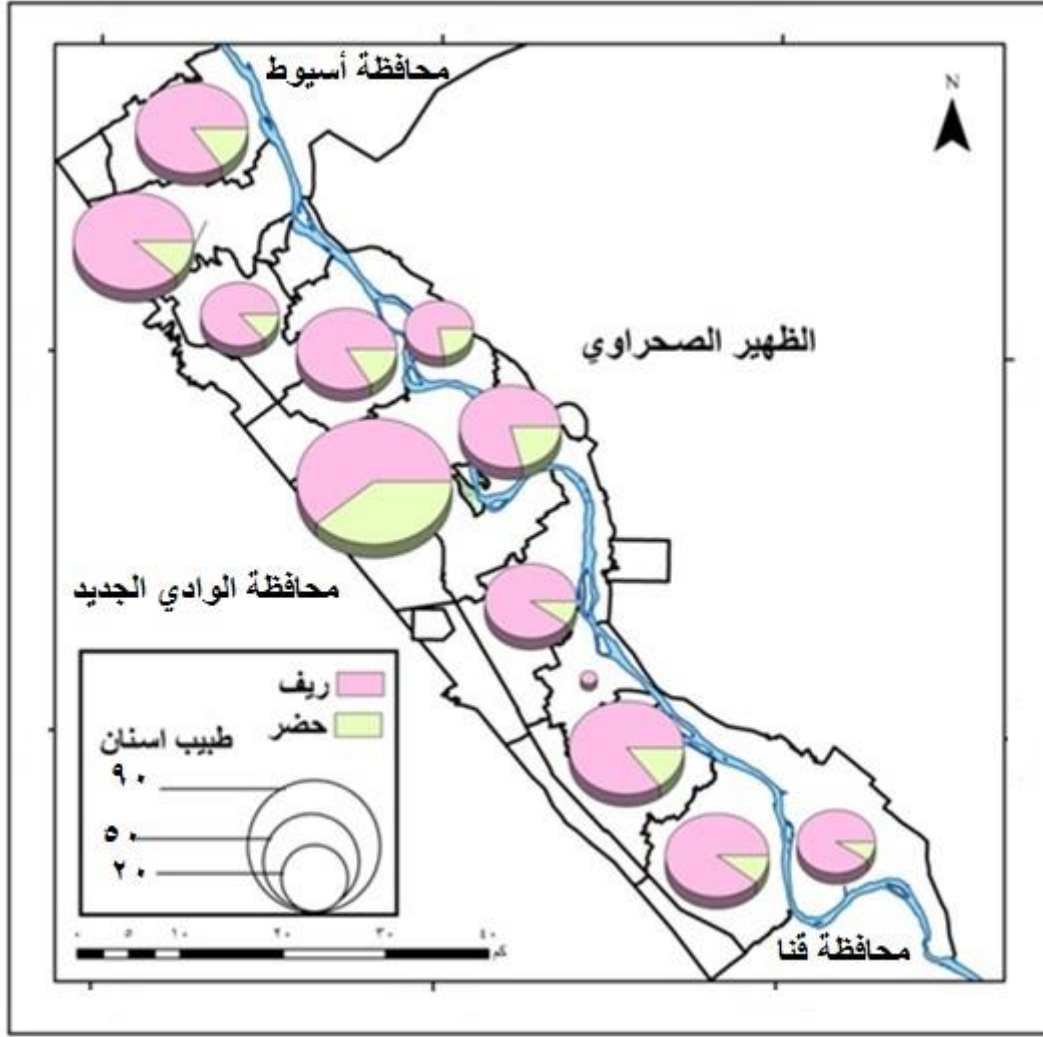 محافظة أسيوط
N
الظهير الصحراوي
محافظة الوادي الجديد
ريف
حضر
طبيب اسنان
٩٠
٥٠
٢٠
٠ ٥ ١٠ ٢٠ ٣٠ ٤٠
كم
محافظة قنا